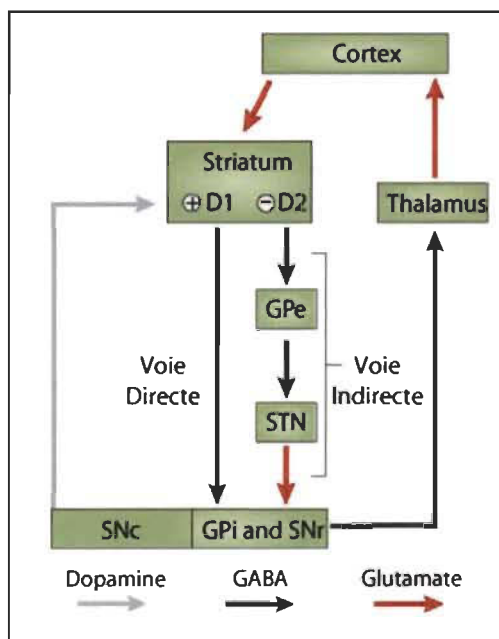 Cortex
Striatum
+ D1 − D2
Thalamus
GPe
Voie
Directe
Voie
Indirecte
STN
SNc
GPi and SNr
Dopamine
GABA
Glutamate